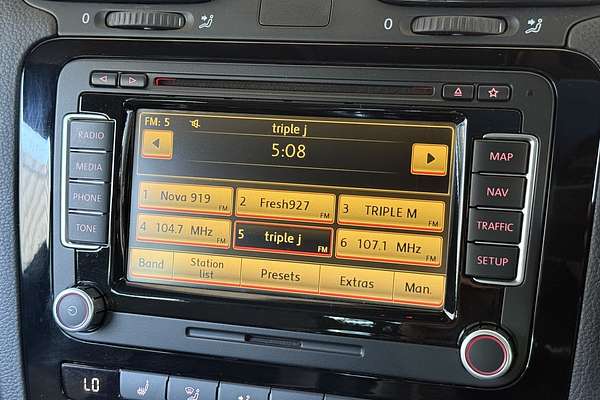 0 0
RADIO
MEDIA
PHONE
TONE
FM: 5
triple j
5:08
1 Nova 919 FM
2 Fresh927 FM
3 TRIPLE M FM
4 104.7 MHz FM
5 triple j FM
6 107.1 MHz FM
Band
Station
list
Presets
Extras
Man.
MAP
NAV
TRAFFIC
SETUP
LO